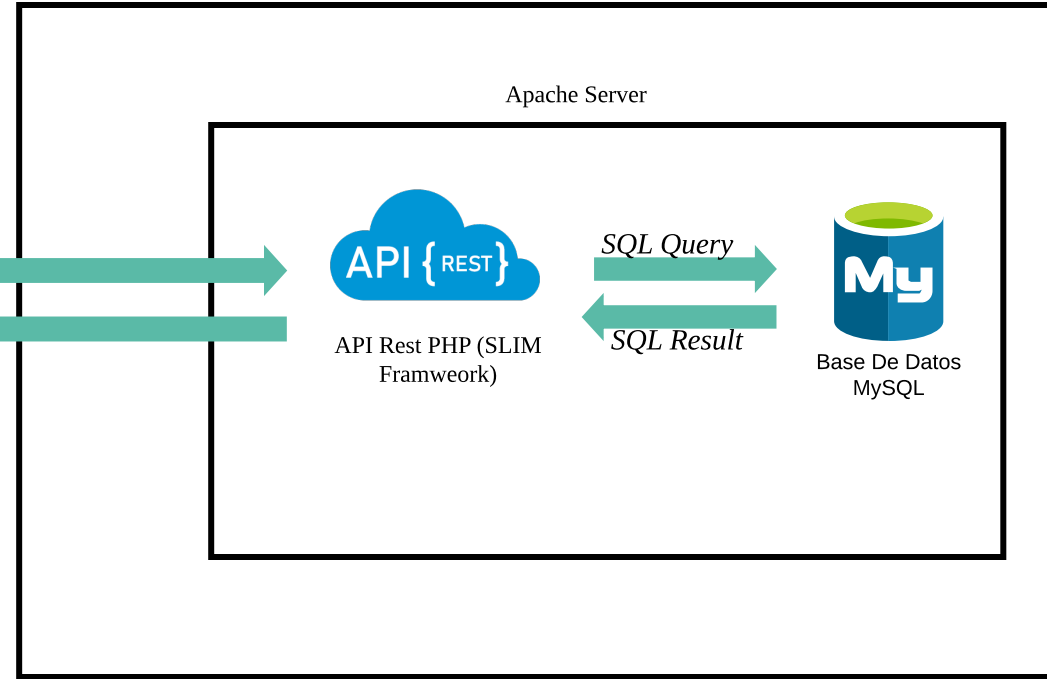 Apache Server
API {REST}
SQL Query
My
SQL Result
API Rest PHP (SLIM
Framweork)
Base De Datos
MySQL